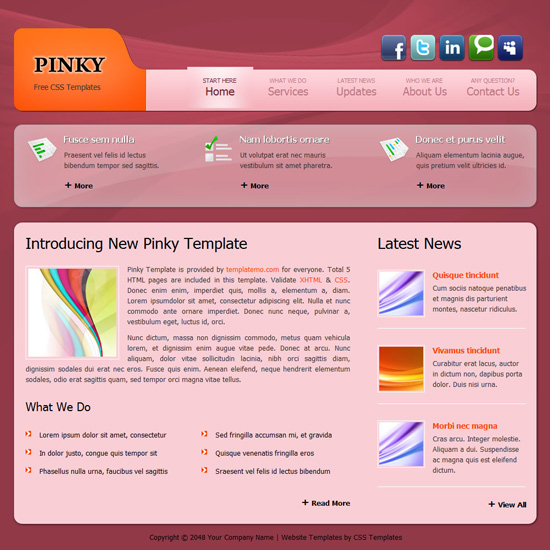 PINKY
Free CSS Templates
START HERE
Home
WHAT WE DO
Services
LATEST NEWS
Updates
WHO WE ARE
About Us
ANY QUESTION?
Contact Us
Fusce sem nulla
Praesent vel felis id lectus
bibendum tempor sed sagittis.
+ More
Nam lobortis ornare
Ut volutpat erat nec mauris
vestibulum sit amet pharetra.
+ More
Donec et purus velit
Aliquam elementum lacinia augue,
quis pretium velit ultricies id.
+ More
Introducing New Pinky Template
Pinky Template is provided by templatemo.com for everyone. Total 5
HTML pages are included in this template. Validate XHTML & CSS.
Donec enim enim, imperdiet quis, mollis a, elementum a, diam.
Lorem ipsumdolor sit amet, consectetur adipiscing elit. Nulla et nunc
commodo ante ornare imperdiet. Donec nunc neque, pulvinar a,
vestibulum eget, luctus id, orci.
Nunc dictum, massa non dignissim commodo, metus quam vehicula
lorem, et dignissim enim augue vitae pede. Donec at arcu. Nunc
aliquam, dolor vitae sollicitudin lacinia, nibh orci sagittis diam,
dignissim sodales dui erat nec eros. Fusce quis enim. Aenean eleifend, neque hendrerit elementum
sodales, odio erat sagittis quam, sed tempor orci magna vitae tellus.
What We Do
Lorem ipsum dolor sit amet, consectetur
In dolor justo, congue quis tempor sit
Phasellus nulla urna, faucibus vel sagittis
Sed fringilla accumsan mi, et gravida
Quisque venenatis fringilla eros
Sraesent vel felis id lectus bibendum
+ Read More
Latest News
Quisque tincidunt
Cum sociis natoque penatibus
et magnis dis parturient
montes, nascetur ridiculus.
Vivamus tincidunt
Curabitur erat lacus, auctor
in dictum non, dapibus porta
dolor. Duis nisi urna.
Morbi nec magna
Cras arcu. Integer molestie.
Aliquam a dui. Suspendisse
ac magna quis est eleifend
dictum.
+ View All
Copyright © 2048 Your Company Name | Website Templates by CSS Templates